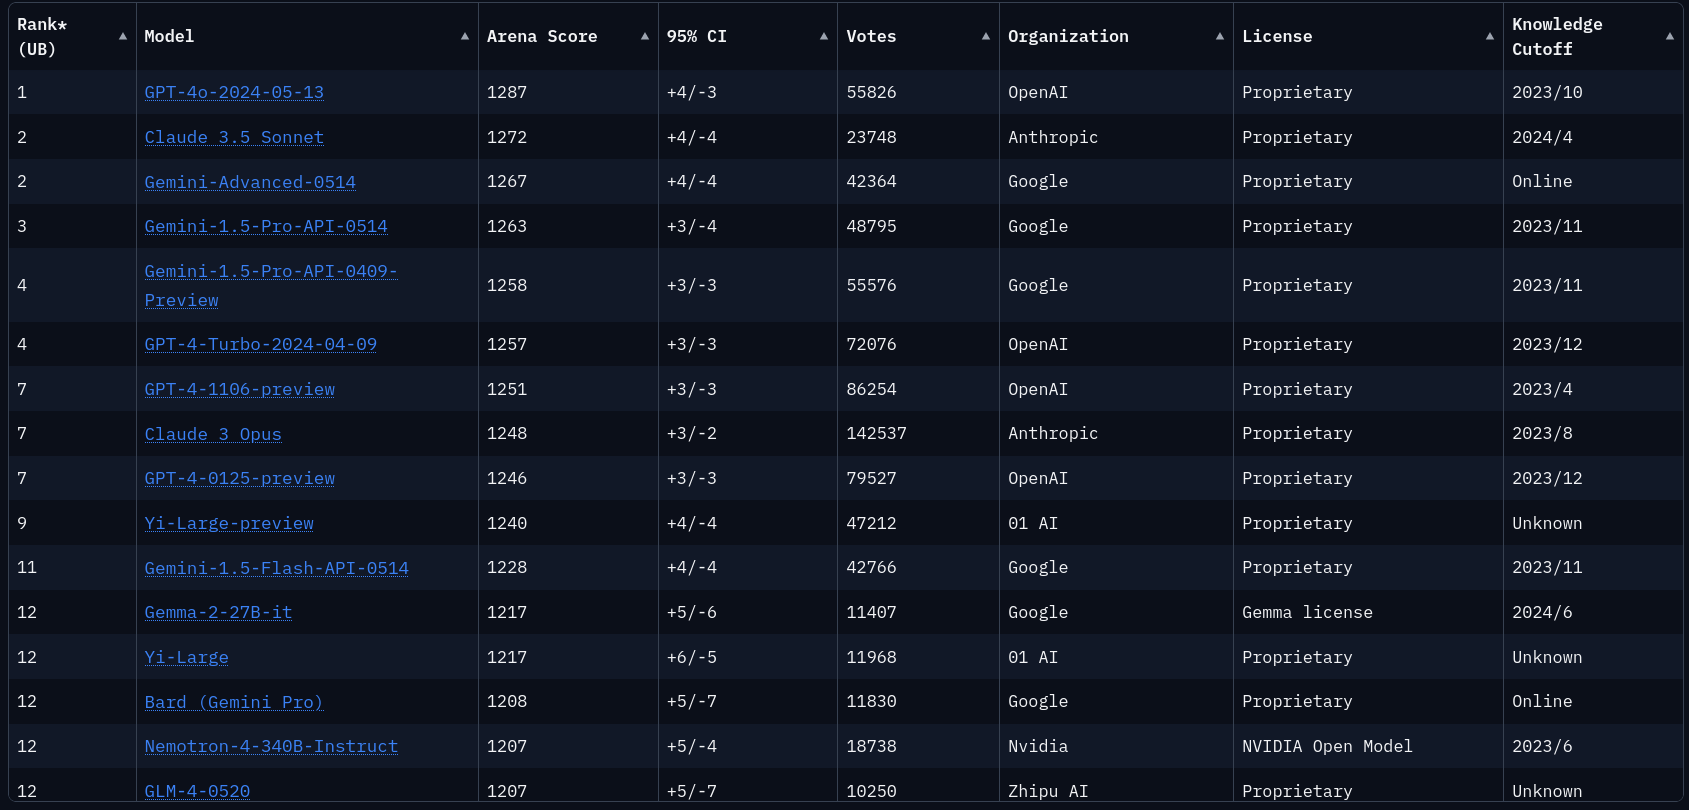 Rank* (UB) ▲ Model ▲ Arena Score ▲ 95% CI ▲ Votes ▲ Organization ▲ License ▲ Knowledge Cutoff ▲
1 GPT-4o-2024-05-13 1287 +4/-3 55826 OpenAI Proprietary 2023/10
2 Claude 3.5 Sonnet 1272 +4/-4 23748 Anthropic Proprietary 2024/4
2 Gemini-Advanced-0514 1267 +4/-4 42364 Google Proprietary Online
3 Gemini-1.5-Pro-API-0514 1263 +3/-4 48795 Google Proprietary 2023/11
4 Gemini-1.5-Pro-API-0409-Preview 1258 +3/-3 55576 Google Proprietary 2023/11
4 GPT-4-Turbo-2024-04-09 1257 +3/-3 72076 OpenAI Proprietary 2023/12
7 GPT-4-1106-preview 1251 +3/-3 86254 OpenAI Proprietary 2023/4
7 Claude 3 Opus 1248 +3/-2 142537 Anthropic Proprietary 2023/8
7 GPT-4-0125-preview 1246 +3/-3 79527 OpenAI Proprietary 2023/12
9 Yi-Large-preview 1240 +4/-4 47212 01 AI Proprietary Unknown
11 Gemini-1.5-Flash-API-0514 1228 +4/-4 42766 Google Proprietary 2023/11
12 Gemma-2-27B-it 1217 +5/-6 11407 Google Gemma license 2024/6
12 Yi-Large 1217 +6/-5 11968 01 AI Proprietary Unknown
12 Bard (Gemini Pro) 1208 +5/-7 11830 Google Proprietary Online
12 Nemotron-4-340B-Instruct 1207 +5/-4 18738 Nvidia NVIDIA Open Model 2023/6
12 GLM-4-0520 1207 +5/-7 10250 Zhipu AI Proprietary Unknown